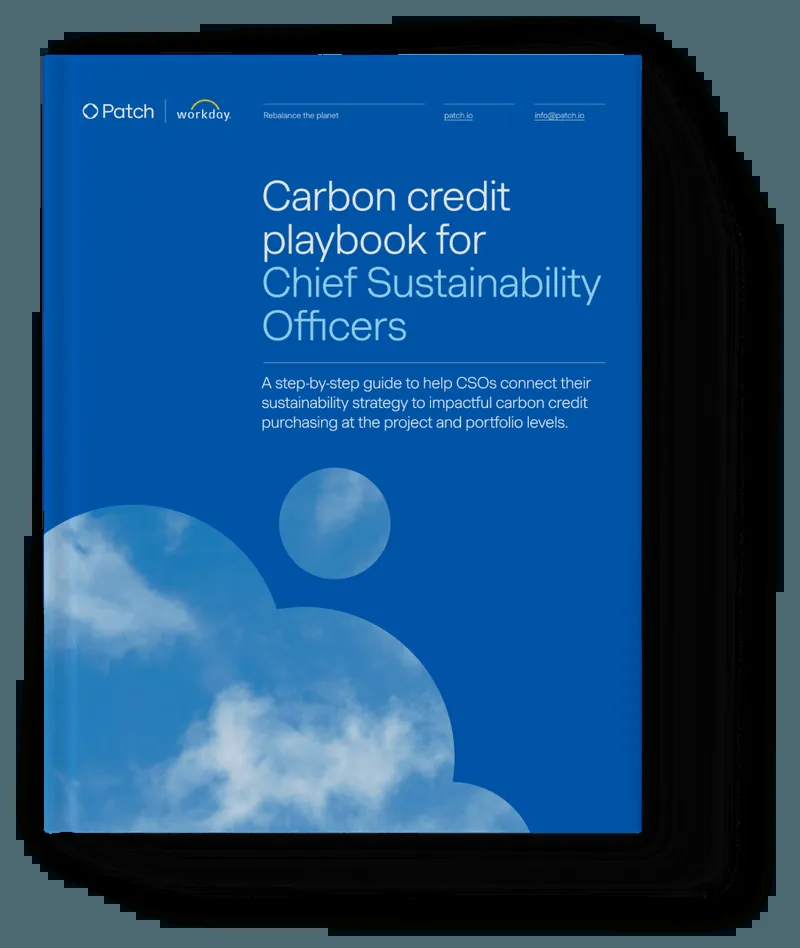 Patch
workday.
Rebalance the planet
patch.io
info@patch.io
Carbon credit
playbook for
Chief Sustainability
Officers
A step-by-step guide to help CSOs connect their
sustainability strategy to impactful carbon credit
purchasing at the project and portfolio levels.